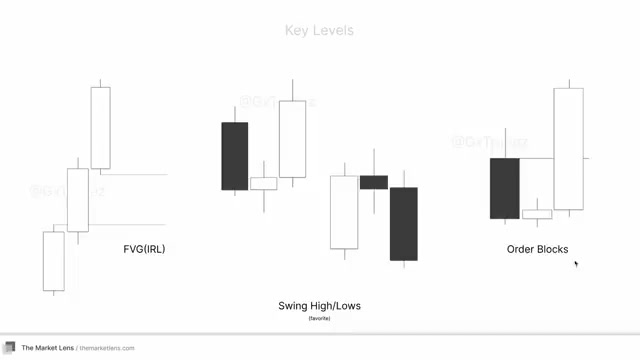 Key Levels
FVG(IRL)
Order Blocks
Swing High/Lows
(favorite)
The Market Lens / themarketlens.com